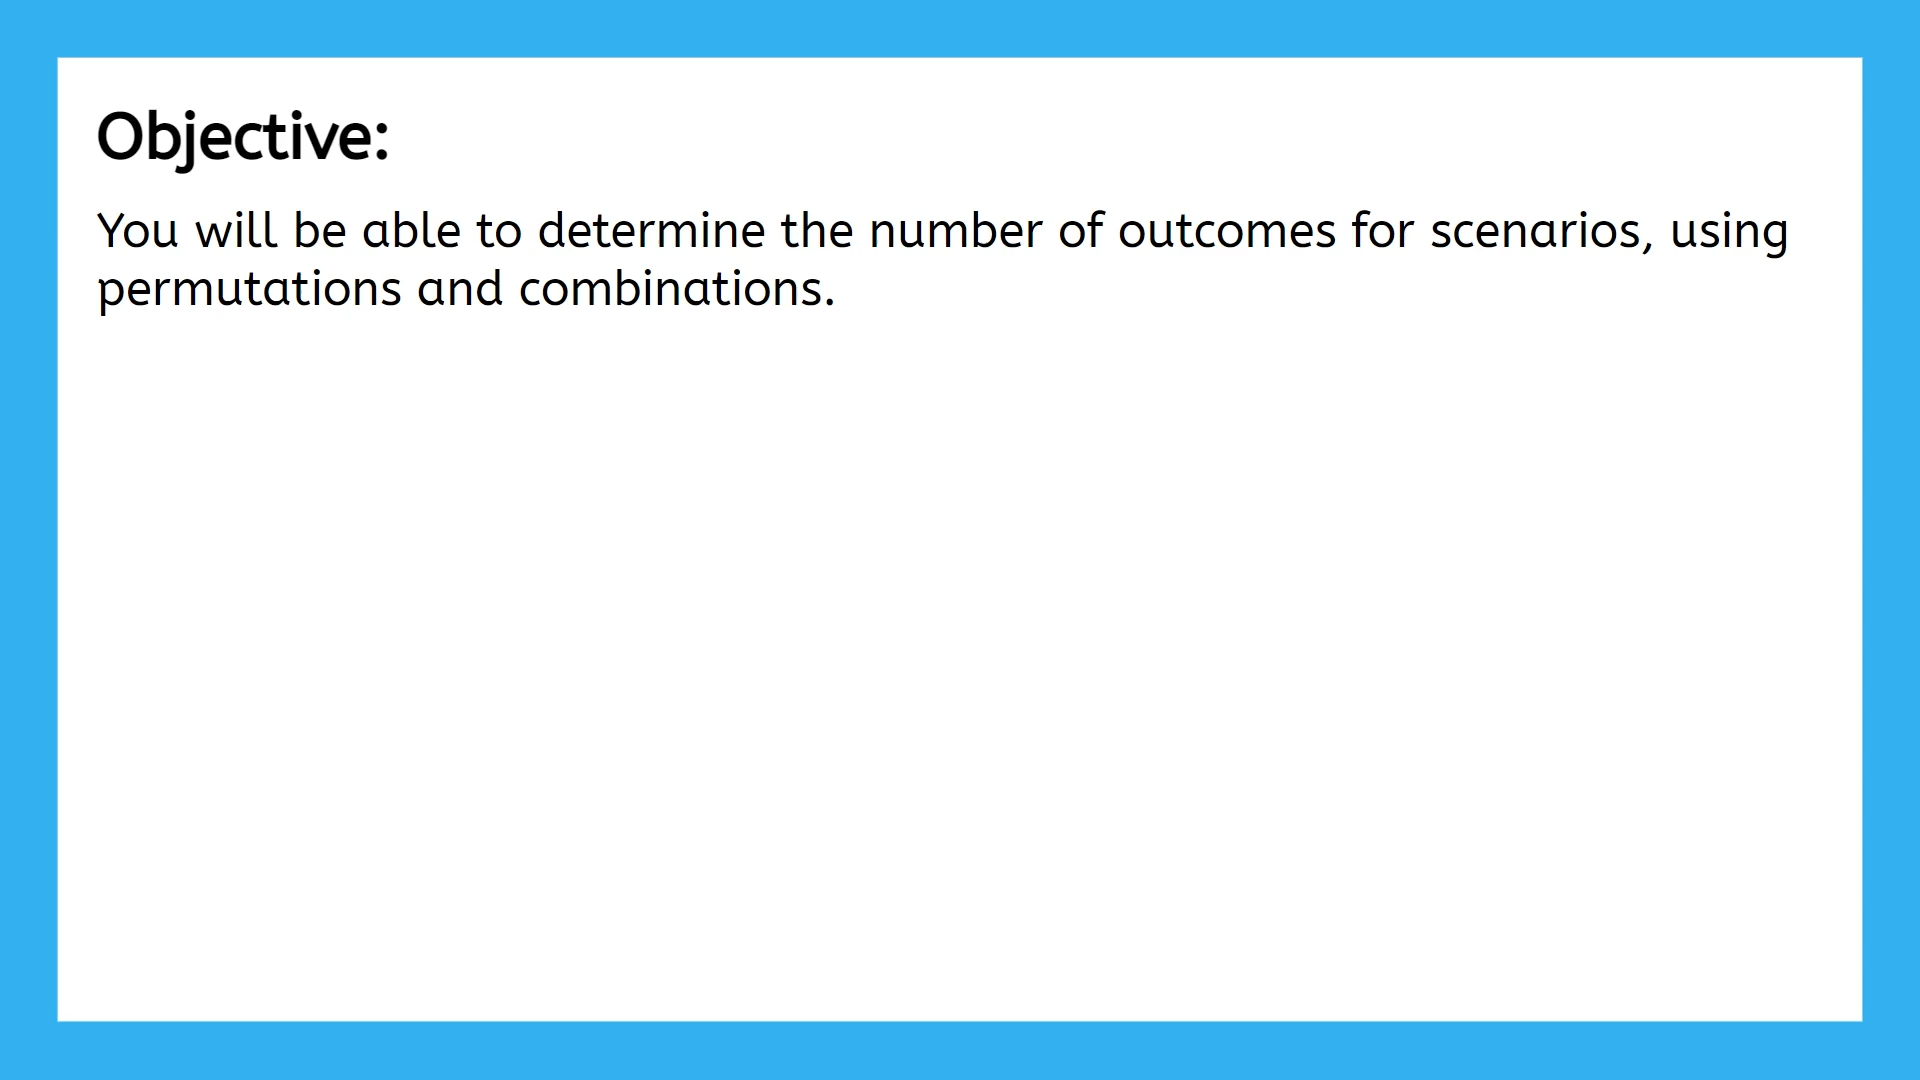 Objective:
You will be able to determine the number of outcomes for scenarios, using
permutations and combinations.